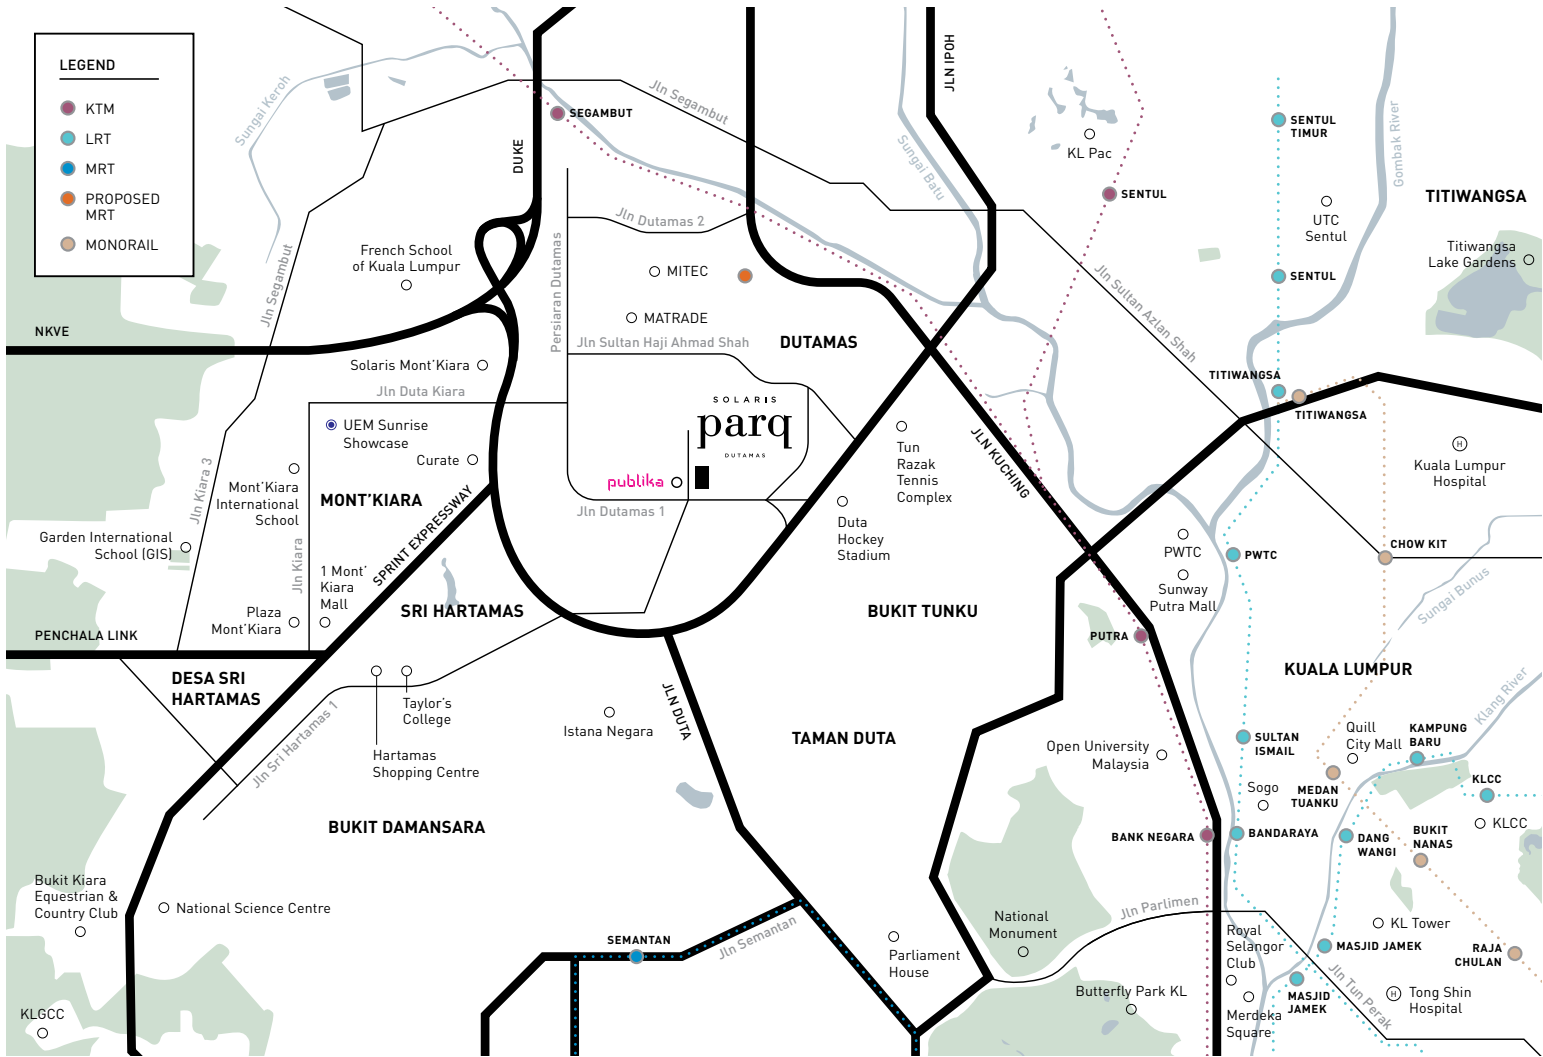 LEGEND
KTM
LRT
MRT
PROPOSED
MRT
MONORAIL
Sungai Keroh
Jln Segambut
NKVE
French School
of Kuala Lumpur
DUKE
SEGAMBUT
Jln Segambut
Persiaran Dutamas
Jln Dutamas 2
MITEC
MATRADE
Jln Sultan Haji Ahmad Shah
DUTAMAS
JLN IPOH
Sungai Batu
KL Pac
SENTUL
Jln Sultan Azlan Shah
SENTUL
TIMUR
Gombak River
UTC
Sentul
SENTUL
TITIWANGSA
Titiwangsa
Lake Gardens
TITIWANGSA
TITIWANGSA
Solaris Mont'Kiara
Jln Duta Kiara
UEM Sunrise
Showcase
Curate
MONT'KIARA
Mont'Kiara
International
School
Jln Kiara 3
Garden International
School (GIS)
Jln Kiara
1 Mont'
Kiara
Mall
Plaza
Mont'Kiara
SPRINT EXPRESSWAY
SOLARIS
parq
DUTAMAS
publika
Jln Dutamas 1
Tun
Razak
Tennis
Complex
Duta
Hockey
Stadium
JLN KUCHING
H
Kuala Lumpur
Hospital
PWTC
PWTC
Sunway
Putra Mall
CHOW KIT
Sungai Bunus
PENCHALA LINK
DESA SRI
HARTAMAS
SRI HARTAMAS
BUKIT TUNKU
PUTRA
KUALA LUMPUR
Klang River
Taylor's
College
Hartamas
Shopping Centre
Jln Sri Hartamas 1
Istana Negara
JLN DUTA
TAMAN DUTA
Open University
Malaysia
SULTAN
ISMAIL
Quill
City Mall
KAMPUNG
BARU
MEDAN
TUANKU
Sogo
KLCC
KLCC
BUKIT DAMANSARA
BANK NEGARA
BANDARAYA
DANG
WANGI
BUKIT
NANAS
Bukit Kiara
Equestrian &
Country Club
National Science Centre
SEMANTAN
Jln Semantan
Parliament
House
National
Monument
Jln Parlimen
Royal
Selangor
Club
KL Tower
MASJID JAMEK
RAJA
CHULAN
KLGCC
Butterfly Park KL
Merdeka
Square
MASJID
JAMEK
Jln Tun Perak
H
Tong Shin
Hospital